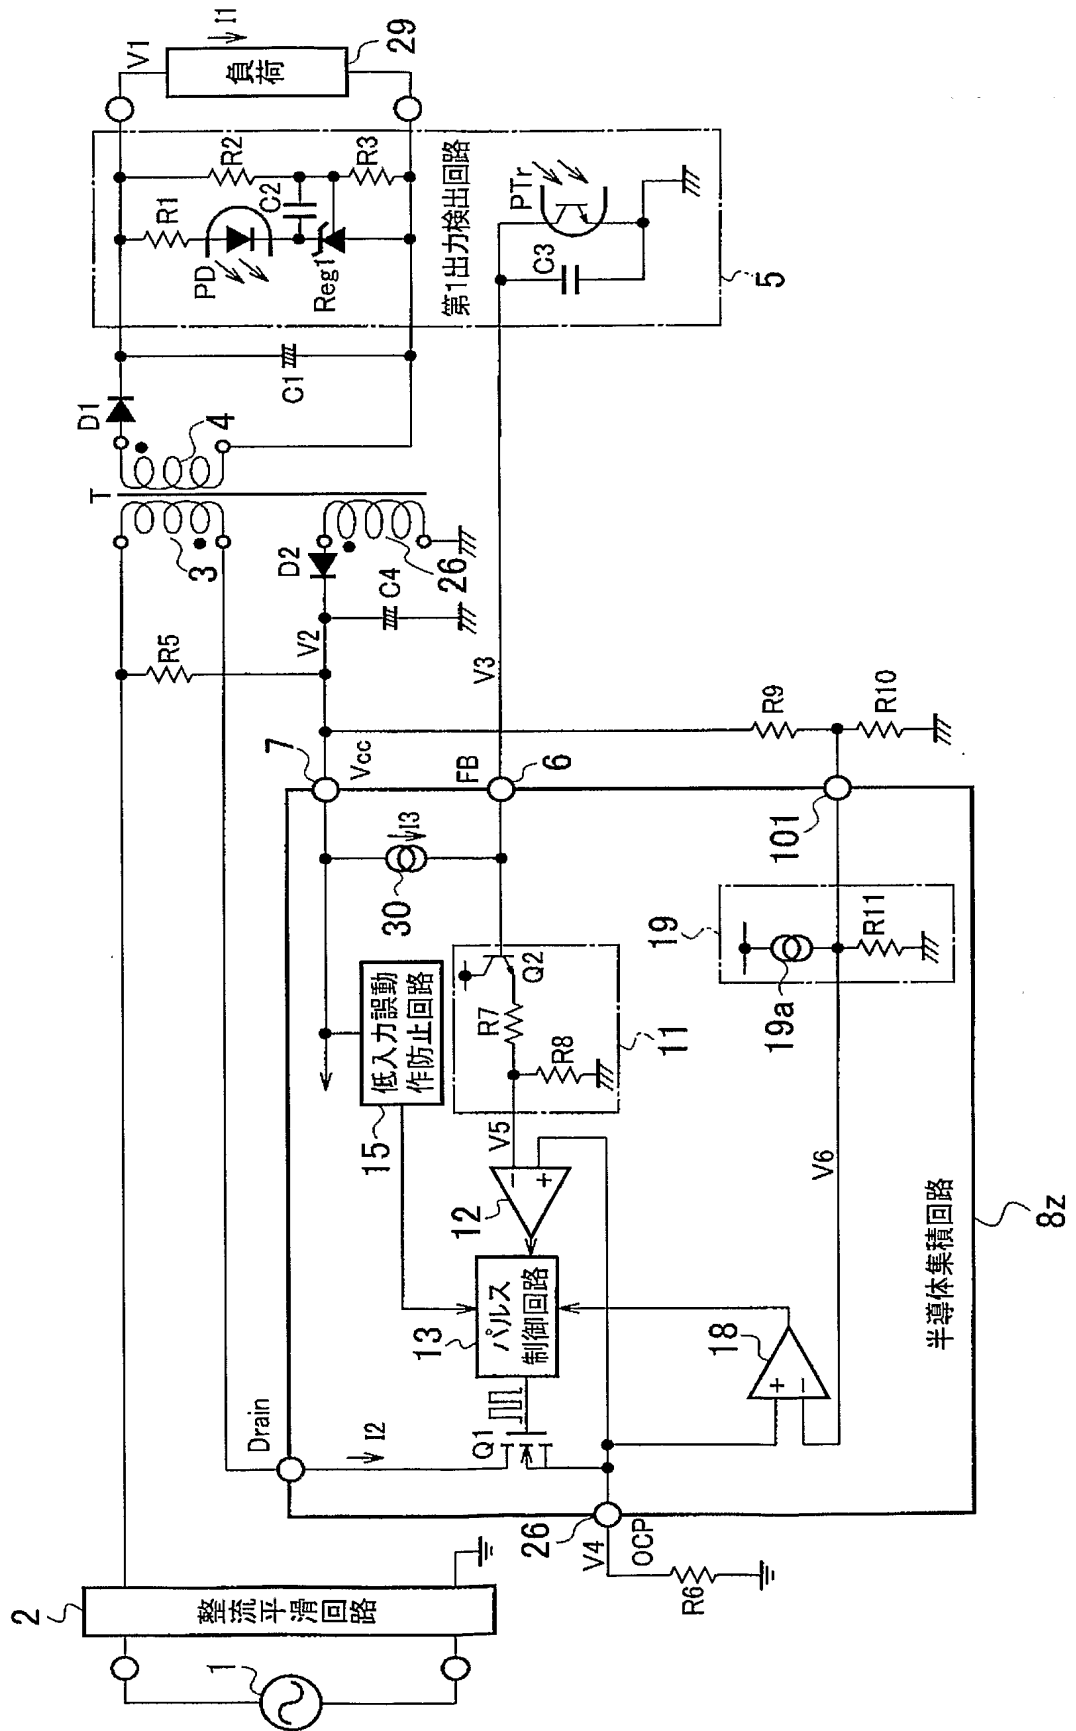 1
2
整流平滑回路
T
3
4
D1
C1
R1
R2
PD
C2
Reg1
R3
第1出力検出回路
5
V1
I1
負荷
29
R5
D2
V2
C4
26
V3
C3
PTr
Drain
I2
Q1
7
Vcc
FB
6
30
I3
低入力誤動
作防止回路
15
Q2
R7
R8
11
V5
12
−
+
パルス
制御回路
13
18
+
−
V6
19
19a
R11
101
R9
R10
26
V4
OCP
R6
半導体集積回路
8z